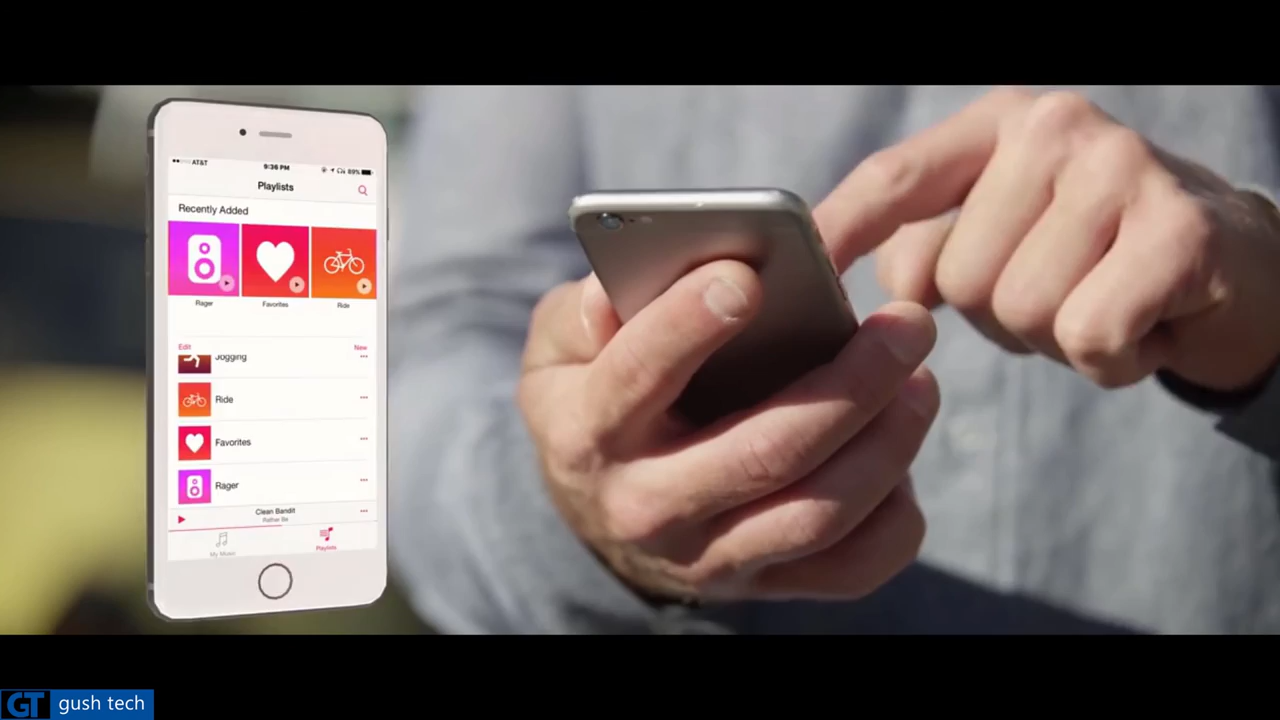 AT&T
9:36 PM
89%
Playlists
Recently Added
Rager
Favorites
Ride
Edit
New
Jogging
Ride
Favorites
Rager
Clean Bandit
Rather Be
My Music
Playlists
GT gush tech